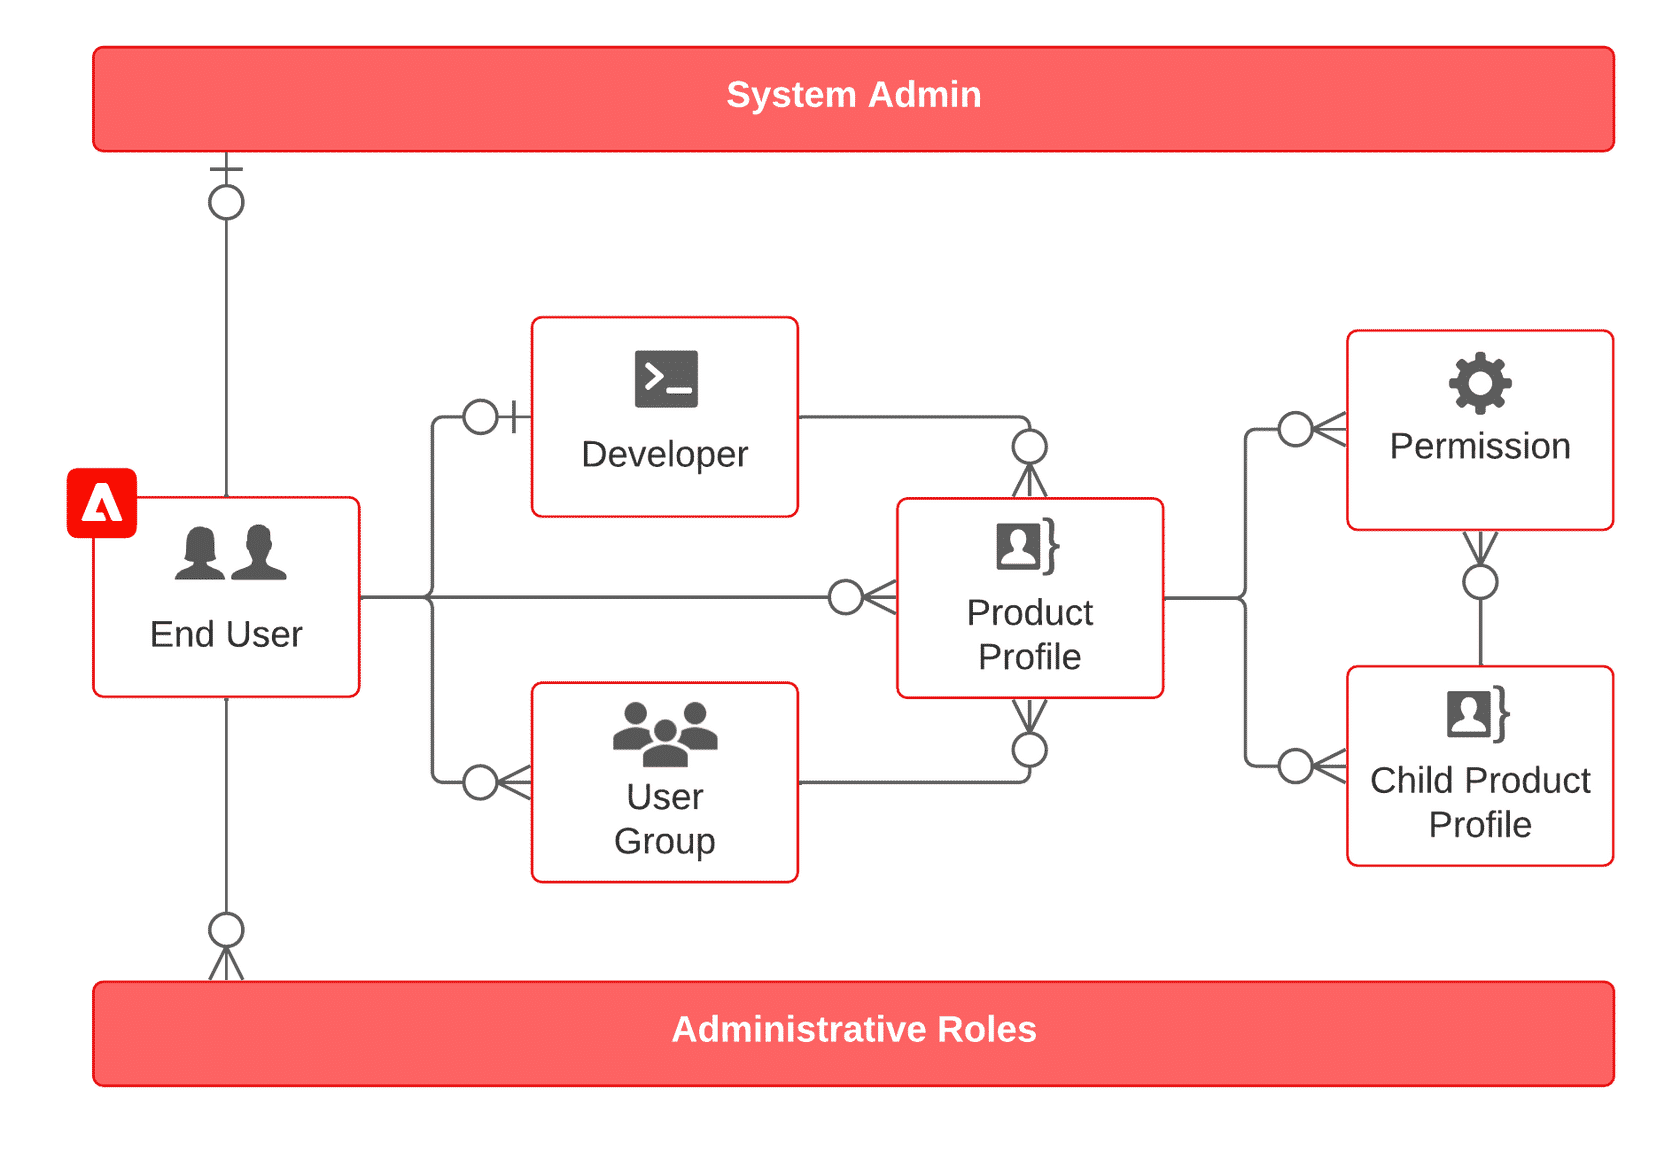 System Admin
Developer
Permission
End User
Product
Profile
User
Group
Child Product
Profile
Administrative Roles